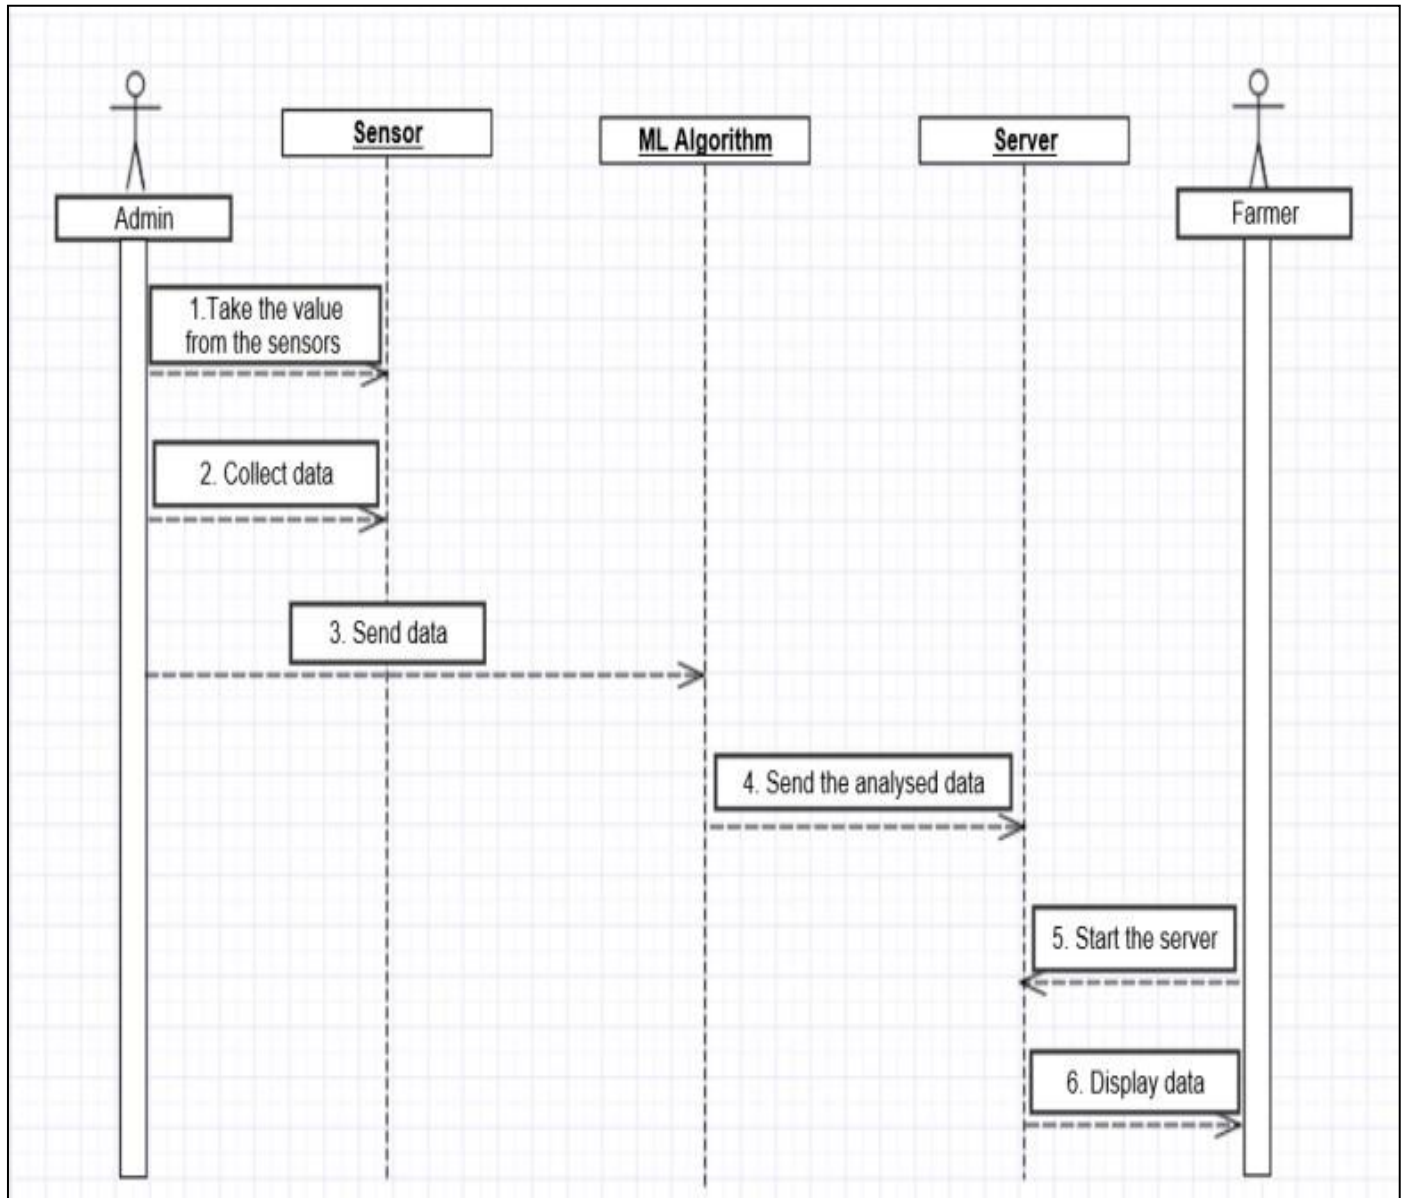 Sensor
ML Algorithm
Server
Admin
Farmer
1.Take the value
from the sensors
2. Collect data
3. Send data
4. Send the analysed data
5. Start the server
6. Display data